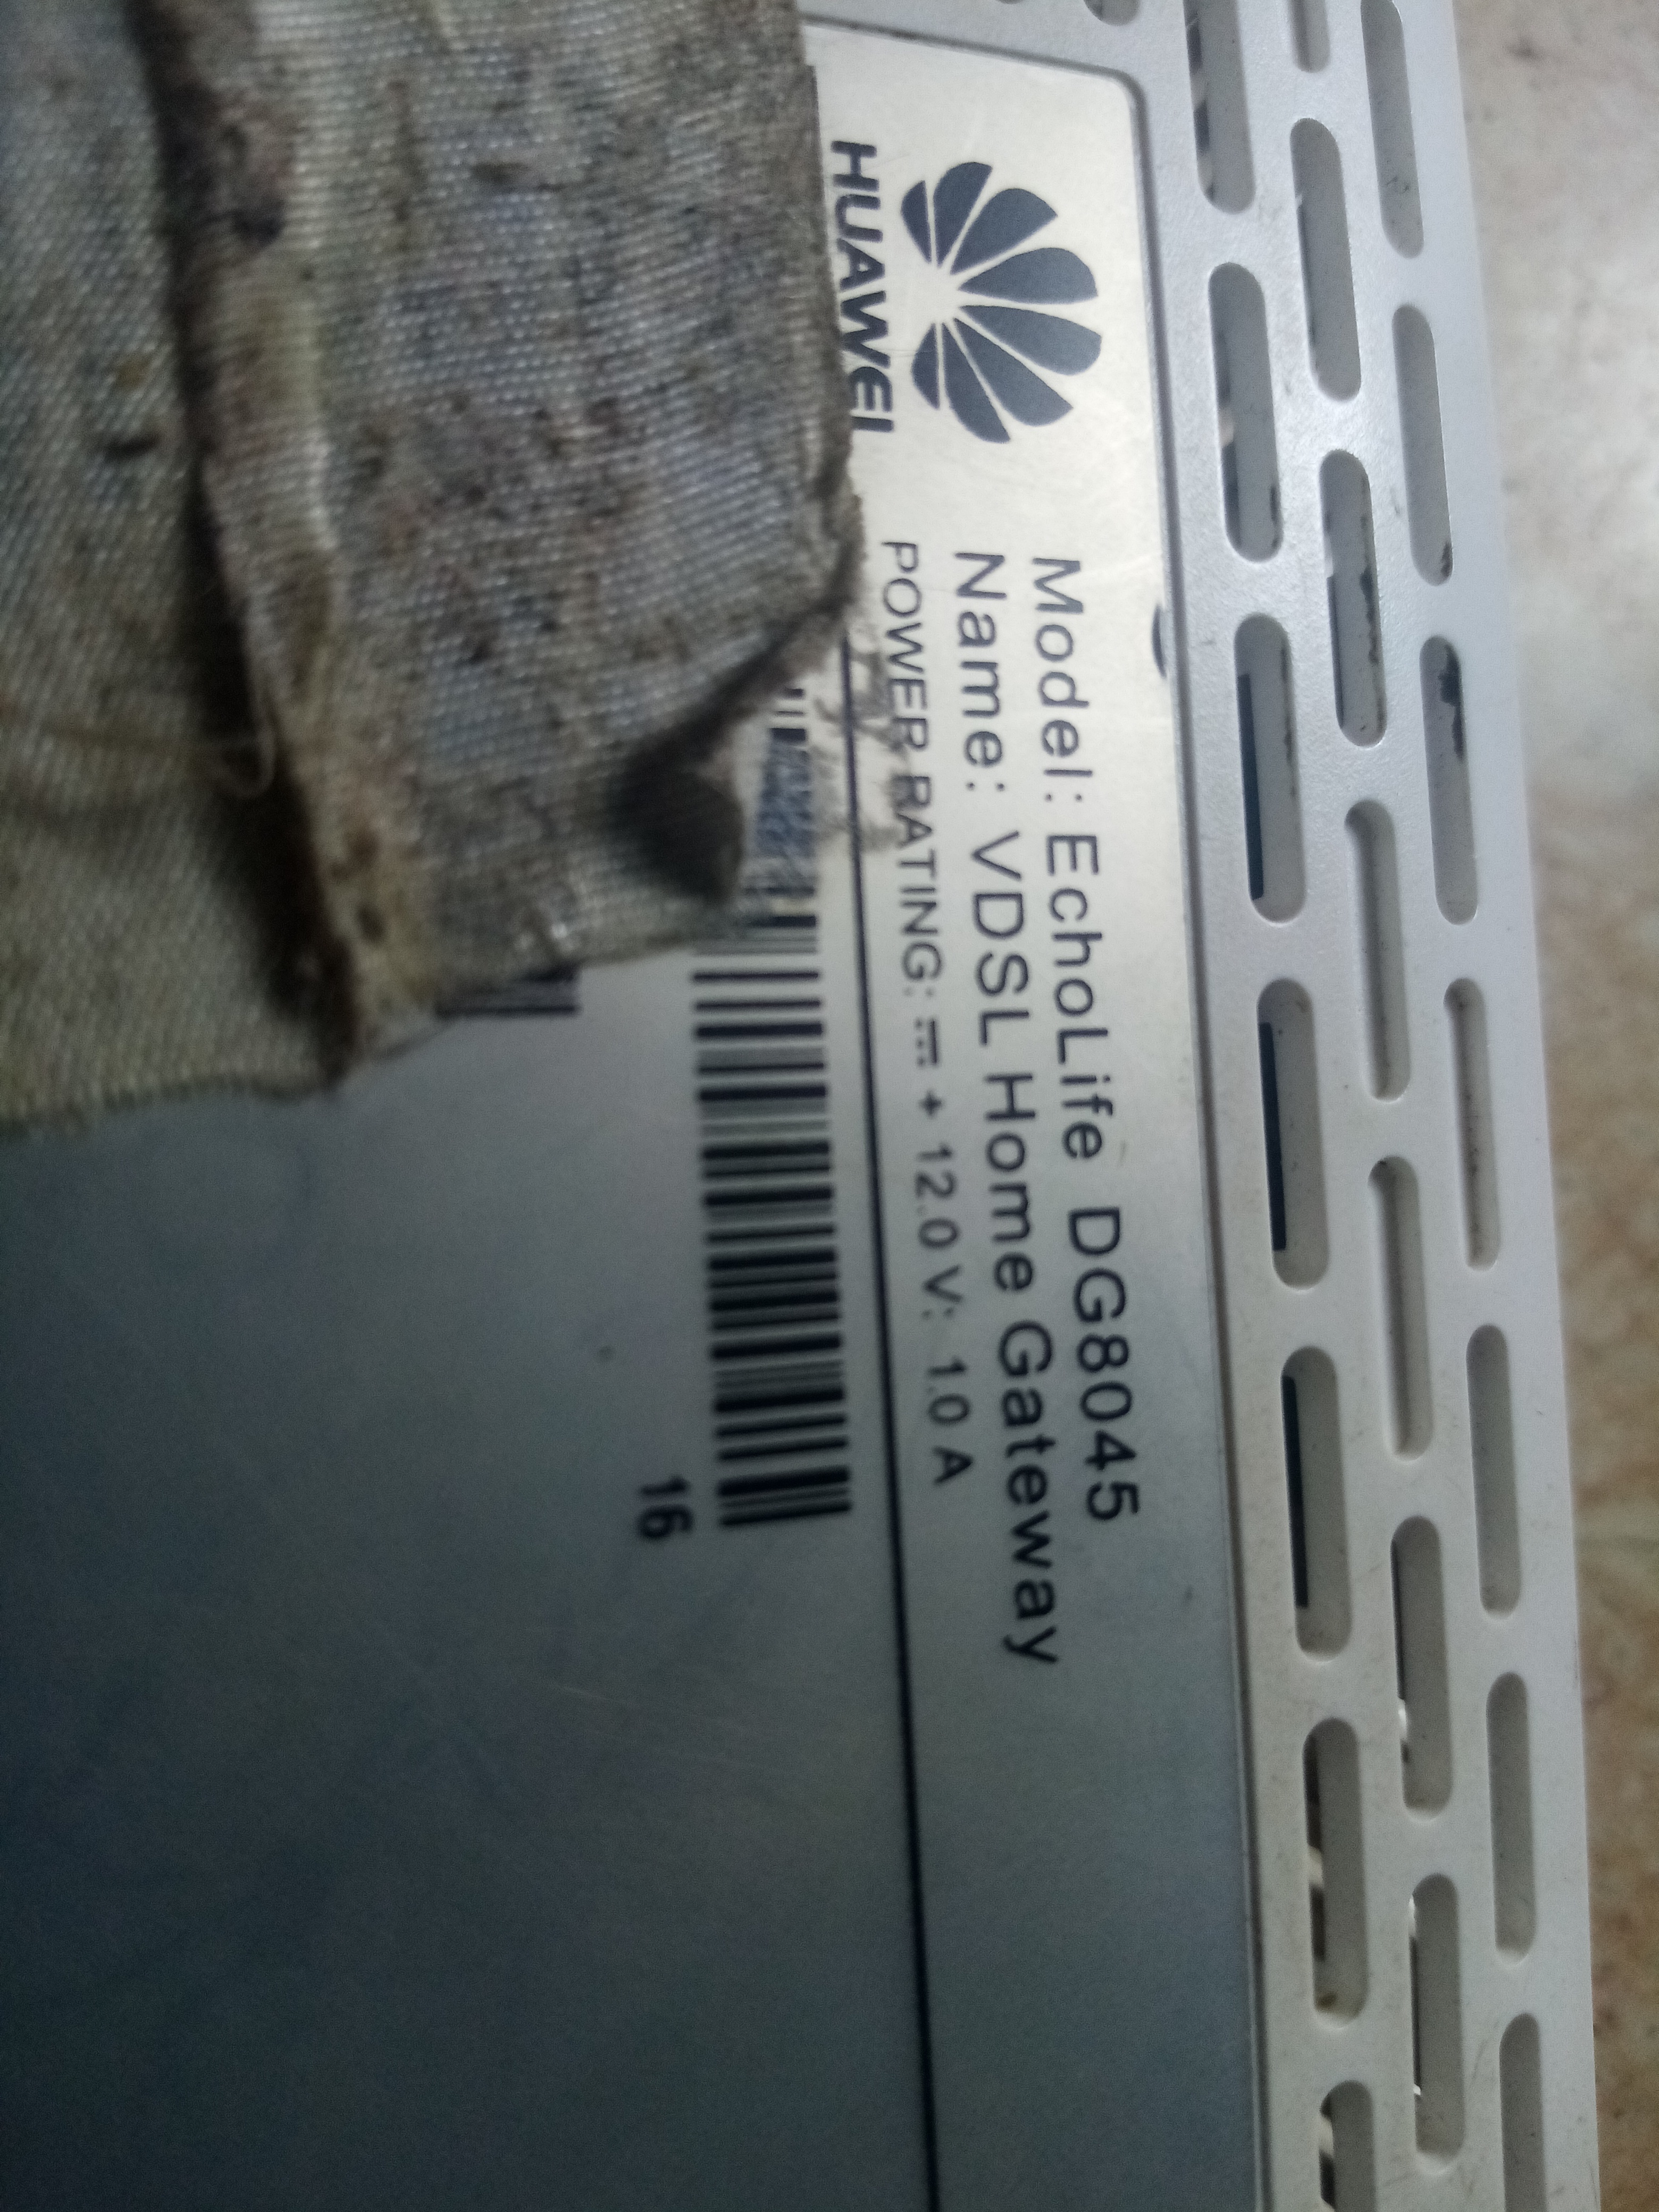 HUAWEI
Model: EchoLife DG8045
Name: VDSL Home Gateway
POWER RATING: ⎓ + 12.0 V: 1.0 A
16